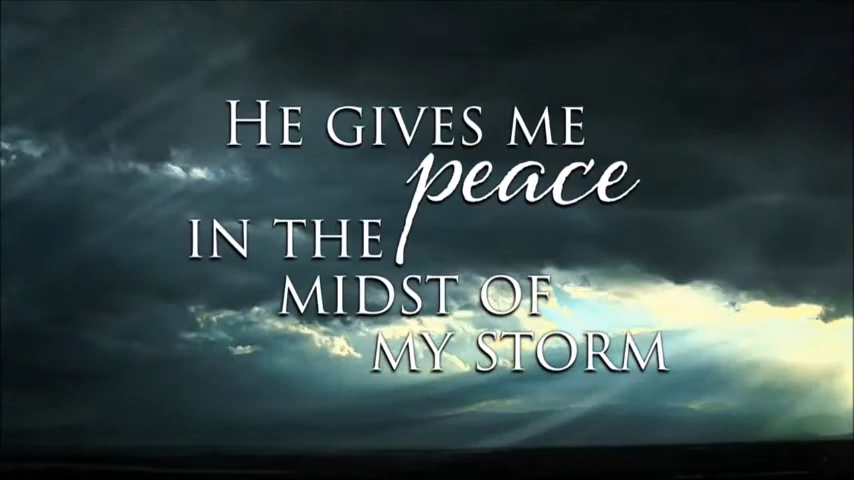 HE GIVES ME
peace
IN THE
MIDST OF
MY STORM